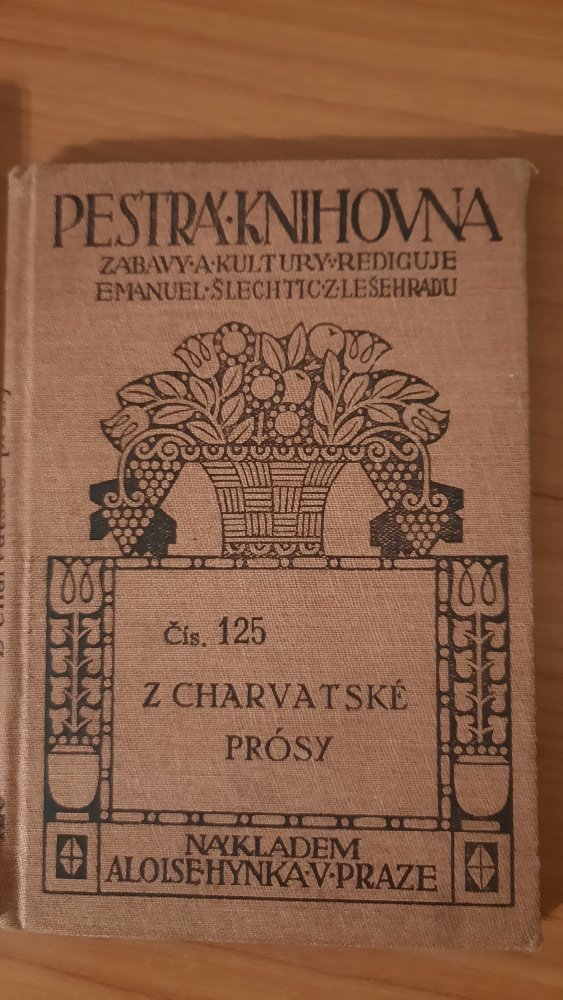 PESTRÁ·KNIHOVNA
ZÁBAVY·A·KULTURY·REDIGUJE
EMANUEL·ŠLECHTIC·Z·LEŠEHRADU
Čís. 125
Z CHARVATSKÉ
PRÓSY
NÁKLADEM
ALOISE·HYNKA·V·PRAZE